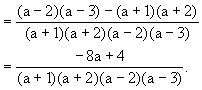 = (a – 2)(a – 3) – (a + 1)(a + 2) / (a + 1)(a + 2)(a – 2)(a – 3)
= –8a + 4 / (a + 1)(a + 2)(a – 2)(a – 3).